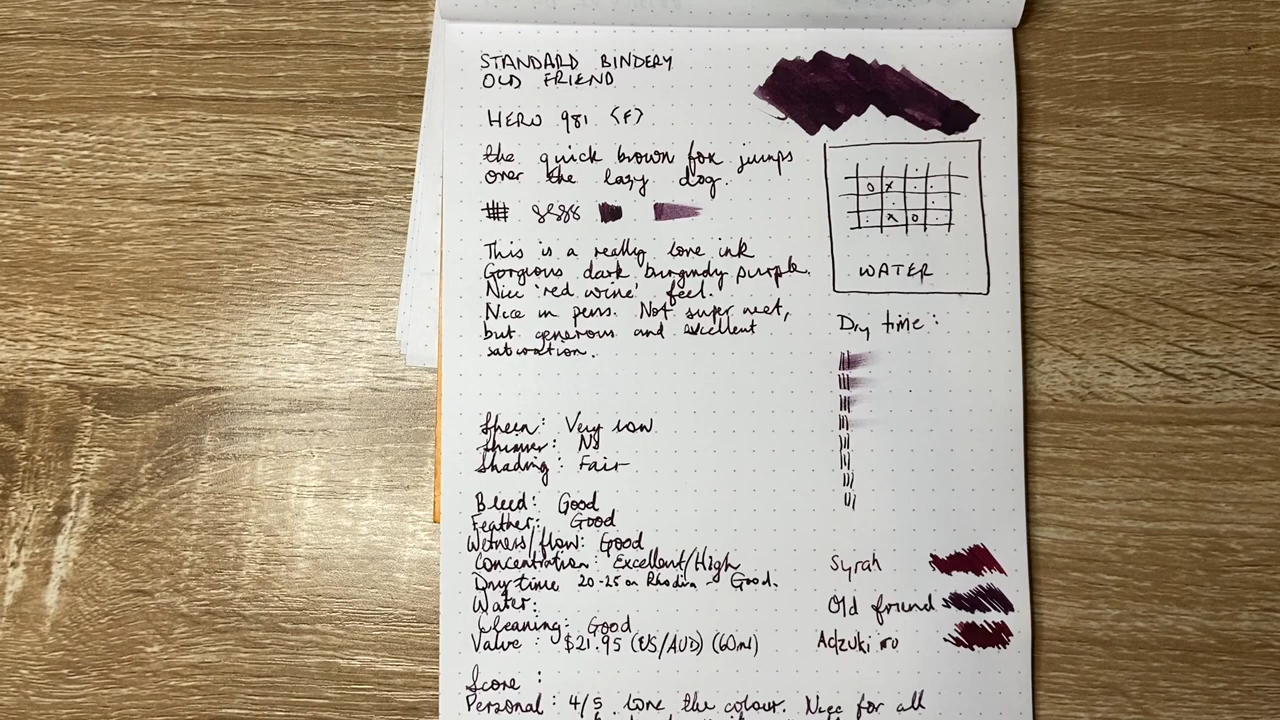 STANDARD BINDERY
OLD FRIEND
HERO 981 (F)
the quick brown fox jumps
over the lazy dog.
This is a really love ink
Gorgious dark burgundy purple.
Nice 'red wine' feel.
Nice in pens. Not super wet,
but generous and excellent
saturation.
Sheen: Very low
Shimmer: No
Shading: Fair
Bleed: Good
Feather: Good
Wetness/flow: Good
Concentration: Excellent/High
Dry time 20-25 on Rhodia - Good.
Water:
Cleaning: Good
Value: $21.95 (US/AUD) (60ml)
Score:
Personal: 4/5. Love the colour. Nice for all
O X
X O
WATER
Dry time:
Syrah
Old friend
Adzuki iro